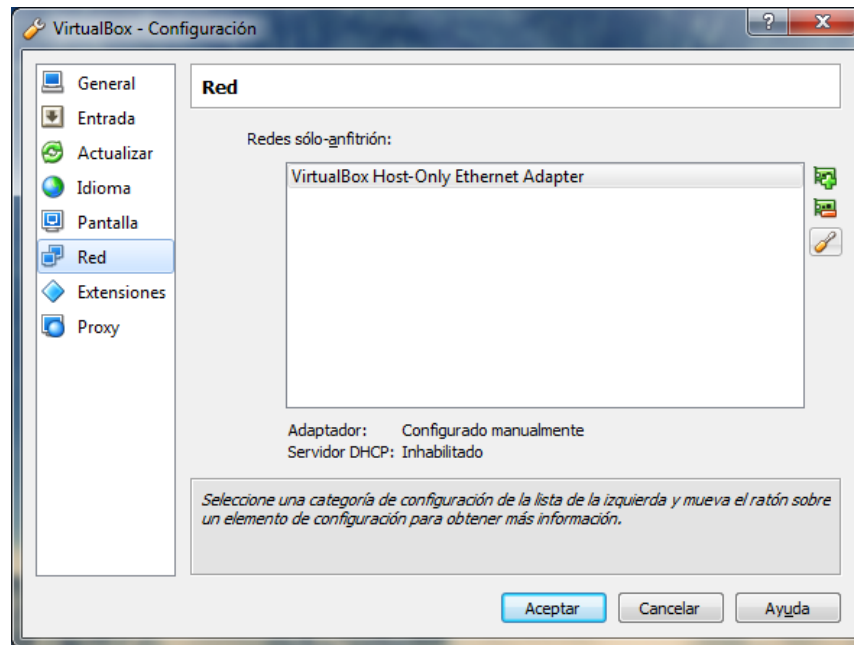 VirtualBox - Configuración
?
X
General
Entrada
Actualizar
Idioma
Pantalla
Red
Extensiones
Proxy
Red
Redes sólo-anfitrión:
VirtualBox Host-Only Ethernet Adapter
Adaptador: Configurado manualmente
Servidor DHCP: Inhabilitado
Seleccione una categoría de configuración de la lista de la izquierda y mueva el ratón sobre
un elemento de configuración para obtener más información.
Aceptar
Cancelar
Ayuda